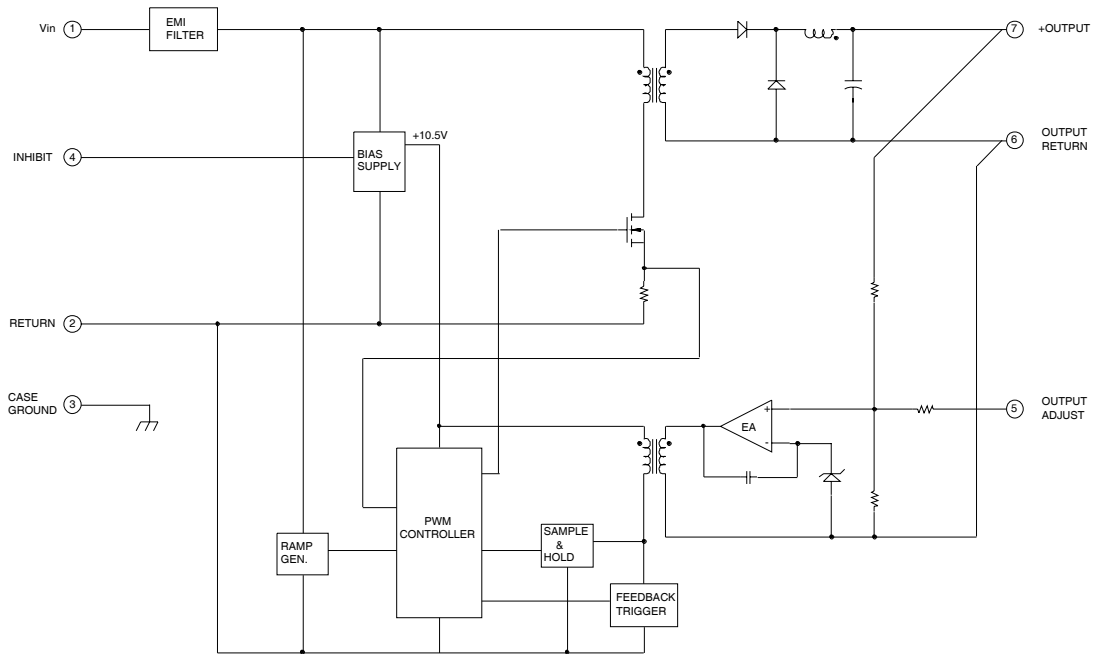 Vin 1
EMI
FILTER
7 +OUTPUT
+10.5V
INHIBIT 4
BIAS
SUPPLY
6 OUTPUT
RETURN
RETURN 2
CASE
GROUND 3
5 OUTPUT
ADJUST
+
EA
-
PWM
CONTROLLER
SAMPLE
&
HOLD
RAMP
GEN.
FEEDBACK
TRIGGER